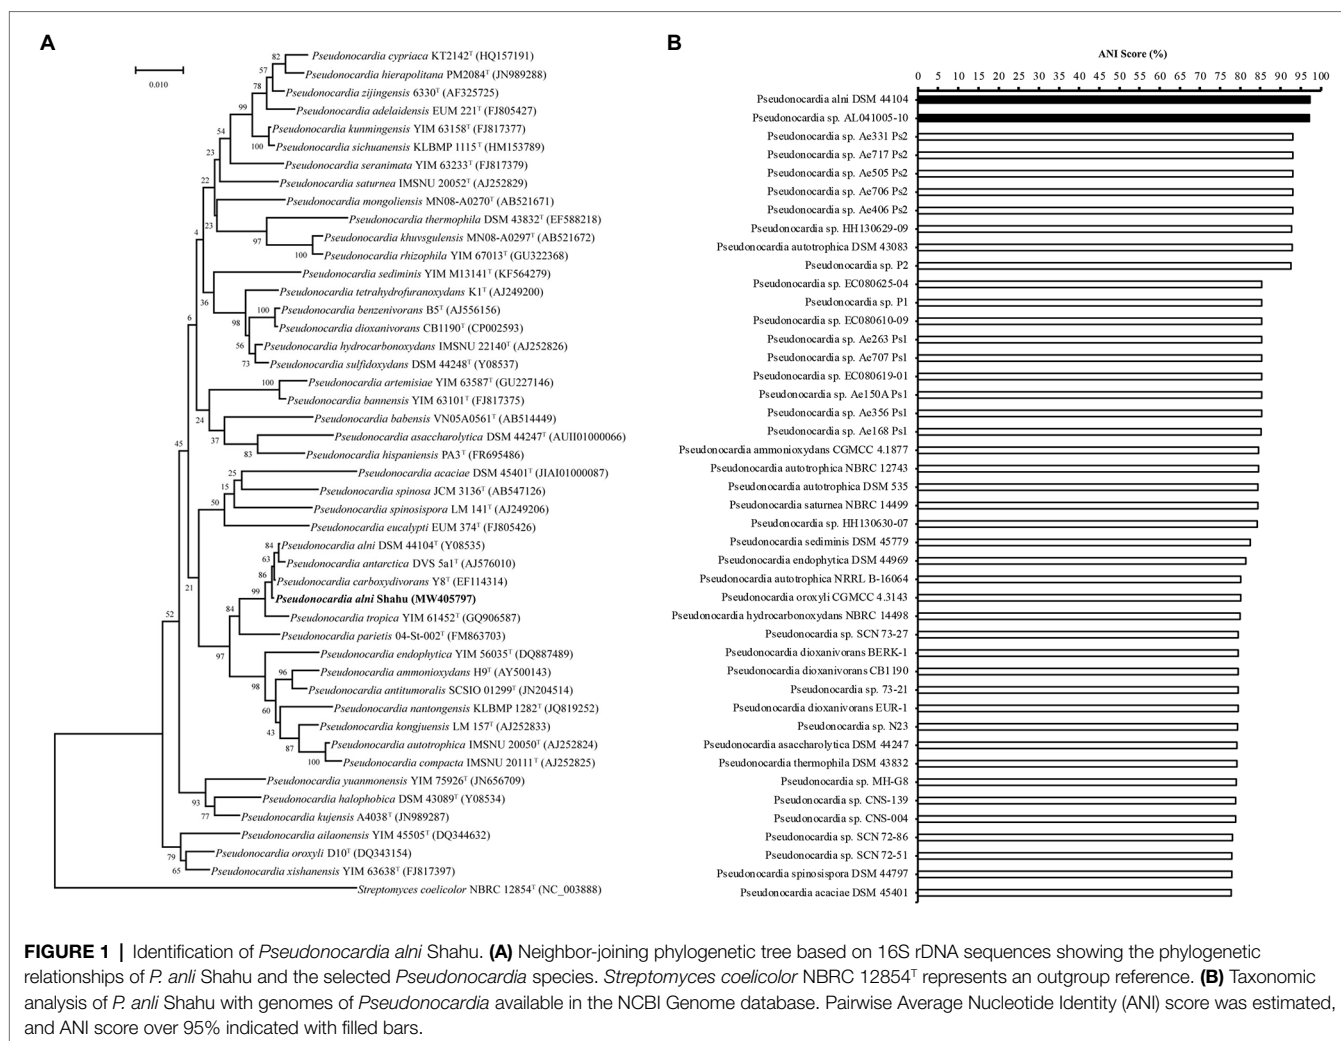 A
0.010
82
57
78
99
100
54
23
22
23
97
100
4
36
98
100
56
73
6
100
24
37
83
45
25
15
50
84
63
86
99
84
21
97
96
98
60
43
87
100
52
93
77
79
65
Pseudonocardia cypriaca KT2142ᵀ (HQ157191)
Pseudonocardia hierapolitana PM2084ᵀ (JN989288)
Pseudonocardia zijingensis 6330ᵀ (AF325725)
Pseudonocardia adelaidensis EUM 221ᵀ (FJ805427)
Pseudonocardia kunmingensis YIM 63158ᵀ (FJ817377)
Pseudonocardia sichuanensis KLBMP 1115ᵀ (HM153789)
Pseudonocardia seranimata YIM 63233ᵀ (FJ817379)
Pseudonocardia saturnea IMSNU 20052ᵀ (AJ252829)
Pseudonocardia mongoliensis MN08-A0270ᵀ (AB521671)
Pseudonocardia thermophila DSM 43832ᵀ (EF588218)
Pseudonocardia khuvsgulensis MN08-A0297ᵀ (AB521672)
Pseudonocardia rhizophila YIM 67013ᵀ (GU322368)
Pseudonocardia sediminis YIM M13141ᵀ (KF564279)
Pseudonocardia tetrahydrofuranoxydans K1ᵀ (AJ249200)
Pseudonocardia benzenivorans B5ᵀ (AJ556156)
Pseudonocardia dioxanivorans CB1190ᵀ (CP002593)
Pseudonocardia hydrocarbonoxydans IMSNU 22140ᵀ (AJ252826)
Pseudonocardia sulfidoxydans DSM 44248ᵀ (Y08537)
Pseudonocardia artemisiae YIM 63587ᵀ (GU227146)
Pseudonocardia bannensis YIM 63101ᵀ (FJ817375)
Pseudonocardia babensis VN05A0561ᵀ (AB514449)
Pseudonocardia asaccharolytica DSM 44247ᵀ (AUII01000066)
Pseudonocardia hispaniensis PA3ᵀ (FR695486)
Pseudonocardia acaciae DSM 45401ᵀ (JIAI01000087)
Pseudonocardia spinosa JCM 3136ᵀ (AB547126)
Pseudonocardia spinosispora LM 141ᵀ (AJ249206)
Pseudonocardia eucalypti EUM 374ᵀ (FJ805426)
Pseudonocardia alni DSM 44104ᵀ (Y08535)
Pseudonocardia antarctica DVS 5a1ᵀ (AJ576010)
Pseudonocardia carboxydivorans Y8ᵀ (EF114314)
Pseudonocardia alni Shahu (MW405797)
Pseudonocardia tropica YIM 61452ᵀ (GQ906587)
Pseudonocardia parietis 04-St-002ᵀ (FM863703)
Pseudonocardia endophytica YIM 56035ᵀ (DQ887489)
Pseudonocardia ammonioxydans H9ᵀ (AY500143)
Pseudonocardia antitumoralis SCSIO 01299ᵀ (JN204514)
Pseudonocardia nantongensis KLBMP 1282ᵀ (JQ819252)
Pseudonocardia kongjuensis LM 157ᵀ (AJ252833)
Pseudonocardia autotrophica IMSNU 20050ᵀ (AJ252824)
Pseudonocardia compacta IMSNU 20111ᵀ (AJ252825)
Pseudonocardia yuanmonensis YIM 75926ᵀ (JN656709)
Pseudonocardia halophobica DSM 43089ᵀ (Y08534)
Pseudonocardia kujensis A4038ᵀ (JN989287)
Pseudonocardia ailaonensis YIM 45505ᵀ (DQ344632)
Pseudonocardia oroxyli D10ᵀ (DQ343154)
Pseudonocardia xishanensis YIM 63638ᵀ (FJ817397)
Streptomyces coelicolor NBRC 12854ᵀ (NC_003888)
B
ANI Score (%)
0 5 10 15 20 25 30 35 40 45 50 55 60 65 70 75 80 85 90 95 100
Pseudonocardia alni DSM 44104
Pseudonocardia sp. AL041005-10
Pseudonocardia sp. Ae331 Ps2
Pseudonocardia sp. Ae717 Ps2
Pseudonocardia sp. Ae505 Ps2
Pseudonocardia sp. Ae706 Ps2
Pseudonocardia sp. Ae406 Ps2
Pseudonocardia sp. HH130629-09
Pseudonocardia autotrophica DSM 43083
Pseudonocardia sp. P2
Pseudonocardia sp. EC080625-04
Pseudonocardia sp. P1
Pseudonocardia sp. EC080610-09
Pseudonocardia sp. Ae263 Ps1
Pseudonocardia sp. Ae707 Ps1
Pseudonocardia sp. EC080619-01
Pseudonocardia sp. Ae150A Ps1
Pseudonocardia sp. Ae356 Ps1
Pseudonocardia sp. Ae168 Ps1
Pseudonocardia ammonioxydans CGMCC 4.1877
Pseudonocardia autotrophica NBRC 12743
Pseudonocardia autotrophica DSM 535
Pseudonocardia saturnea NBRC 14499
Pseudonocardia sp. HH130630-07
Pseudonocardia sediminis DSM 45779
Pseudonocardia endophytica DSM 44969
Pseudonocardia autotrophica NRRL B-16064
Pseudonocardia oroxyli CGMCC 4.3143
Pseudonocardia hydrocarbonoxydans NBRC 14498
Pseudonocardia sp. SCN 73-27
Pseudonocardia dioxanivorans BERK-1
Pseudonocardia dioxanivorans CB1190
Pseudonocardia sp. 73-21
Pseudonocardia dioxanivorans EUR-1
Pseudonocardia sp. N23
Pseudonocardia asaccharolytica DSM 44247
Pseudonocardia thermophila DSM 43832
Pseudonocardia sp. MH-G8
Pseudonocardia sp. CNS-139
Pseudonocardia sp. CNS-004
Pseudonocardia sp. SCN 72-86
Pseudonocardia sp. SCN 72-51
Pseudonocardia spinosispora DSM 44797
Pseudonocardia acaciae DSM 45401
FIGURE 1 | Identification of Pseudonocardia alni Shahu. (A) Neighbor-joining phylogenetic tree based on 16S rDNA sequences showing the phylogenetic
relationships of P. anli Shahu and the selected Pseudonocardia species. Streptomyces coelicolor NBRC 12854ᵀ represents an outgroup reference. (B) Taxonomic
analysis of P. anli Shahu with genomes of Pseudonocardia available in the NCBI Genome database. Pairwise Average Nucleotide Identity (ANI) score was estimated,
and ANI score over 95% indicated with filled bars.